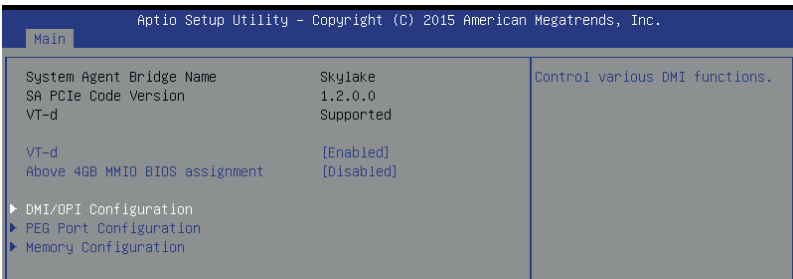 Aptio Setup Utility – Copyright (C) 2015 American Megatrends, Inc.
Main
System Agent Bridge Name Skylake
SA PCIe Code Version 1.2.0.0
VT-d Supported
VT-d [Enabled]
Above 4GB MMIO BIOS assignment [Disabled]
DMI/OPI Configuration
PEG Port Configuration
Memory Configuration
Control various DMI functions.